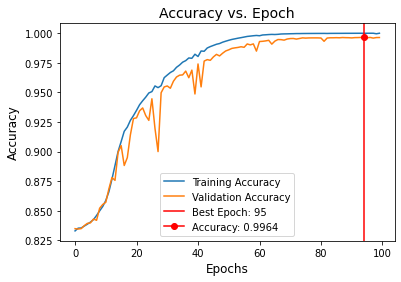 Accuracy vs. Epoch
1.000
0.975
0.950
0.925
0.900
0.875
0.850
0.825
Accuracy
Training Accuracy
Validation Accuracy
Best Epoch: 95
Accuracy: 0.9964
0 20 40 60 80 100
Epochs